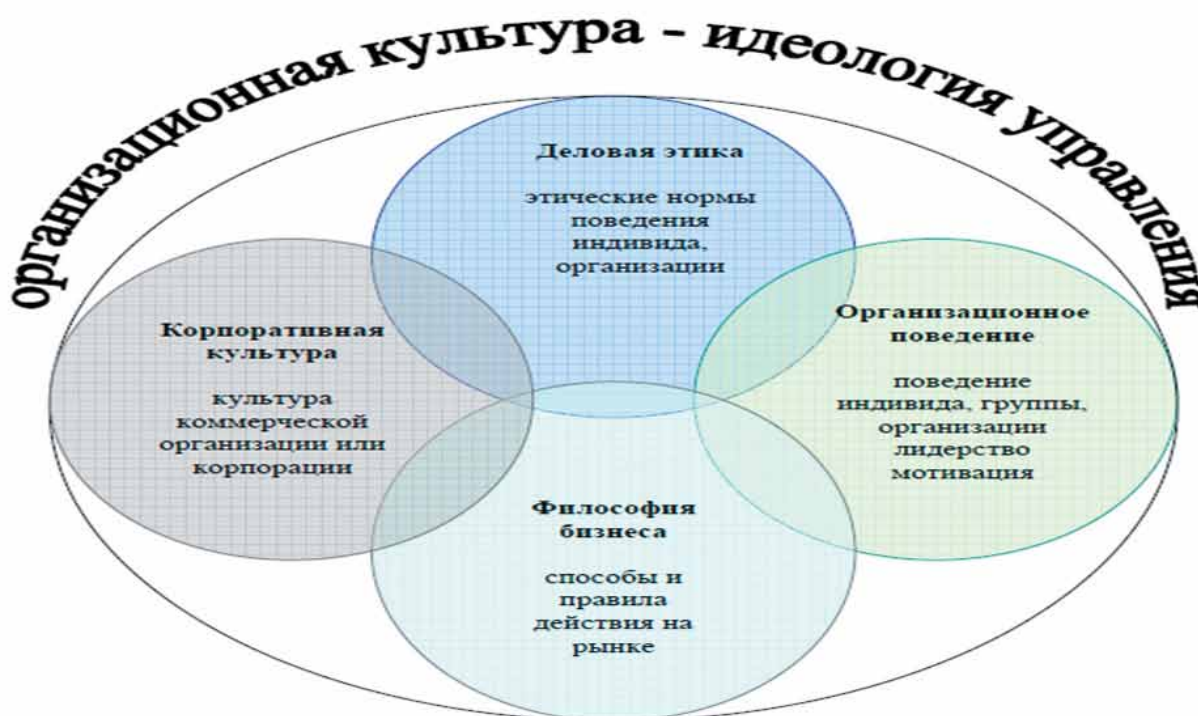 организационная культура - идеология управления
Деловая этика
этические нормы
поведения
индивида,
организации
Корпоративная
культура
культура
коммерческой
организации или
корпорации
Организационное
поведение
поведение
индивида, группы,
организации
лидерство
мотивация
Философия
бизнеса
способы и
правила
действия на
рынке